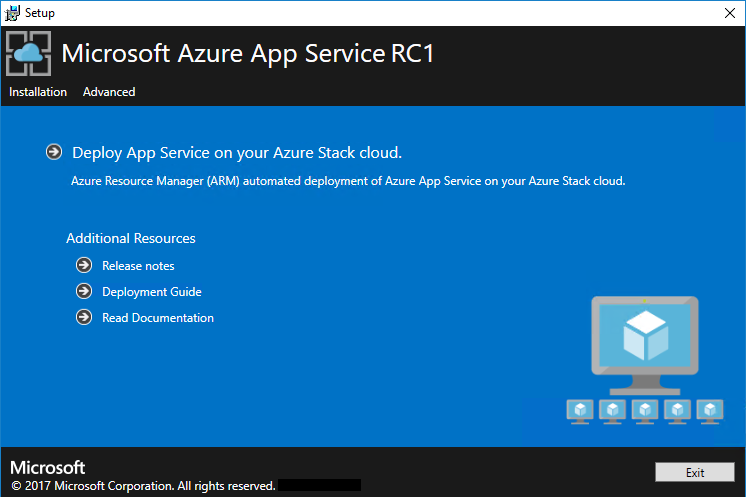 Setup
Microsoft Azure App Service RC1
Installation Advanced
Deploy App Service on your Azure Stack cloud.
Azure Resource Manager (ARM) automated deployment of Azure App Service on your Azure Stack cloud.
Additional Resources
Release notes
Deployment Guide
Read Documentation
Microsoft
© 2017 Microsoft Corporation. All rights reserved.
Exit